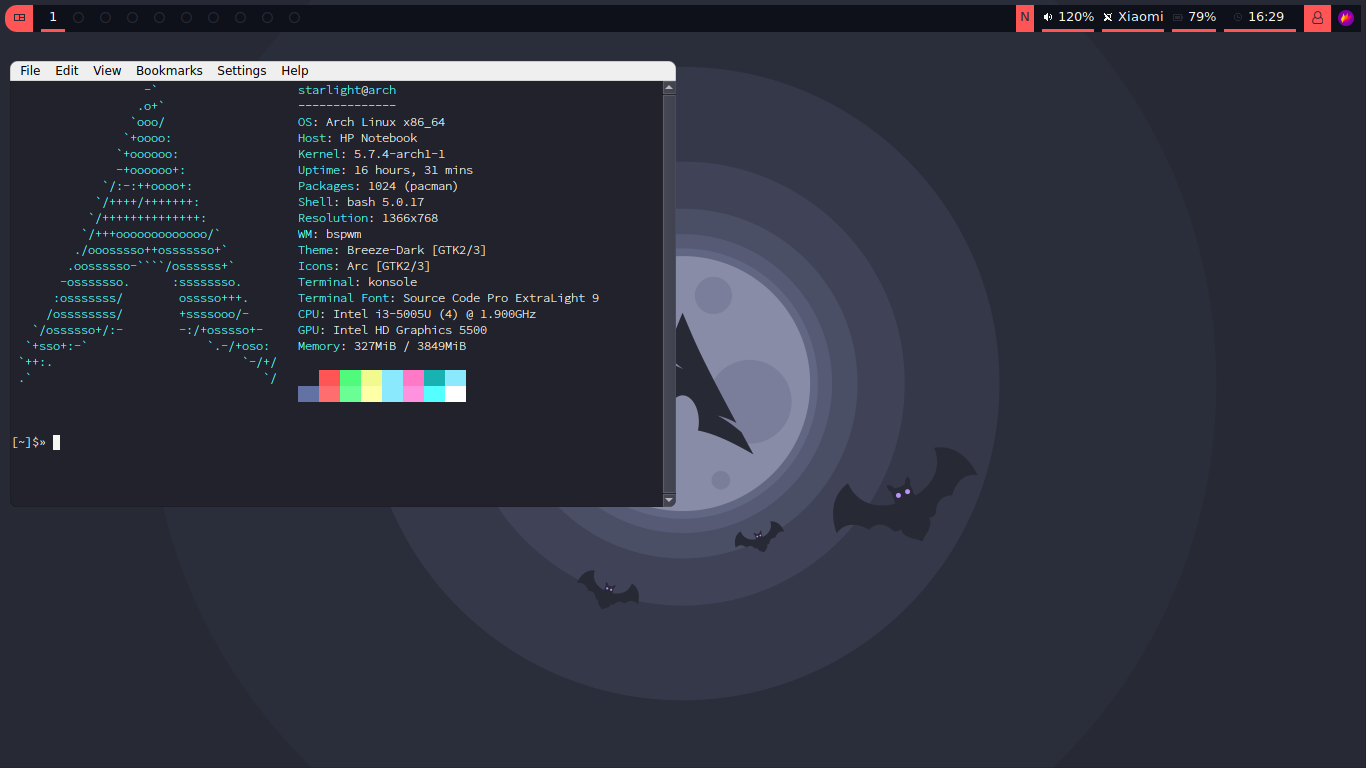 1 N 120% Xiaomi 79% 16:29
File Edit View Bookmarks Settings Help
-`
.o+`
`ooo/
`+oooo:
`+oooooo:
-+oooooo+:
`/:-:++oooo+:
`/++++/+++++++:
`/++++++++++++++:
`/+++ooooooooooooo/`
./ooosssso++osssssso+`
.oossssso-````/ossssss+`
-osssssso. :ssssssso.
:osssssss/ osssso+++.
/ossssssss/ +ssssooo/-
`/ossssso+/:- -:/+osssso+-
`+sso+:-` `.-/+oso:
`++:. `-/+/
.` `/
starlight@arch
--------------
OS: Arch Linux x86_64
Host: HP Notebook
Kernel: 5.7.4-arch1-1
Uptime: 16 hours, 31 mins
Packages: 1024 (pacman)
Shell: bash 5.0.17
Resolution: 1366x768
WM: bspwm
Theme: Breeze-Dark [GTK2/3]
Icons: Arc [GTK2/3]
Terminal: konsole
Terminal Font: Source Code Pro ExtraLight 9
CPU: Intel i3-5005U (4) @ 1.900GHz
GPU: Intel HD Graphics 5500
Memory: 327MiB / 3849MiB
[~]$»